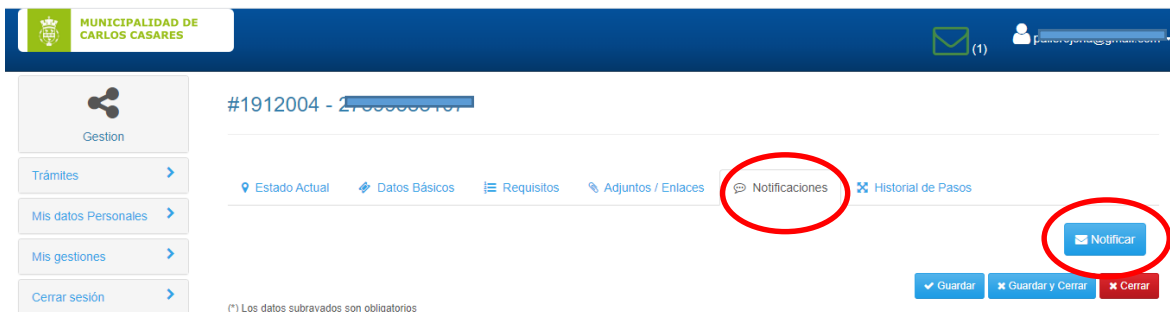 MUNICIPALIDAD DE
CARLOS CASARES
(1)
#1912004 -
Gestion
Trámites
Mis datos Personales
Mis gestiones
Cerrar sesión
Estado Actual
Datos Básicos
Requisitos
Adjuntos / Enlaces
Notificaciones
Historial de Pasos
Notificar
Guardar
Guardar y Cerrar
Cerrar
(*) Los datos subrayados son obligatorios